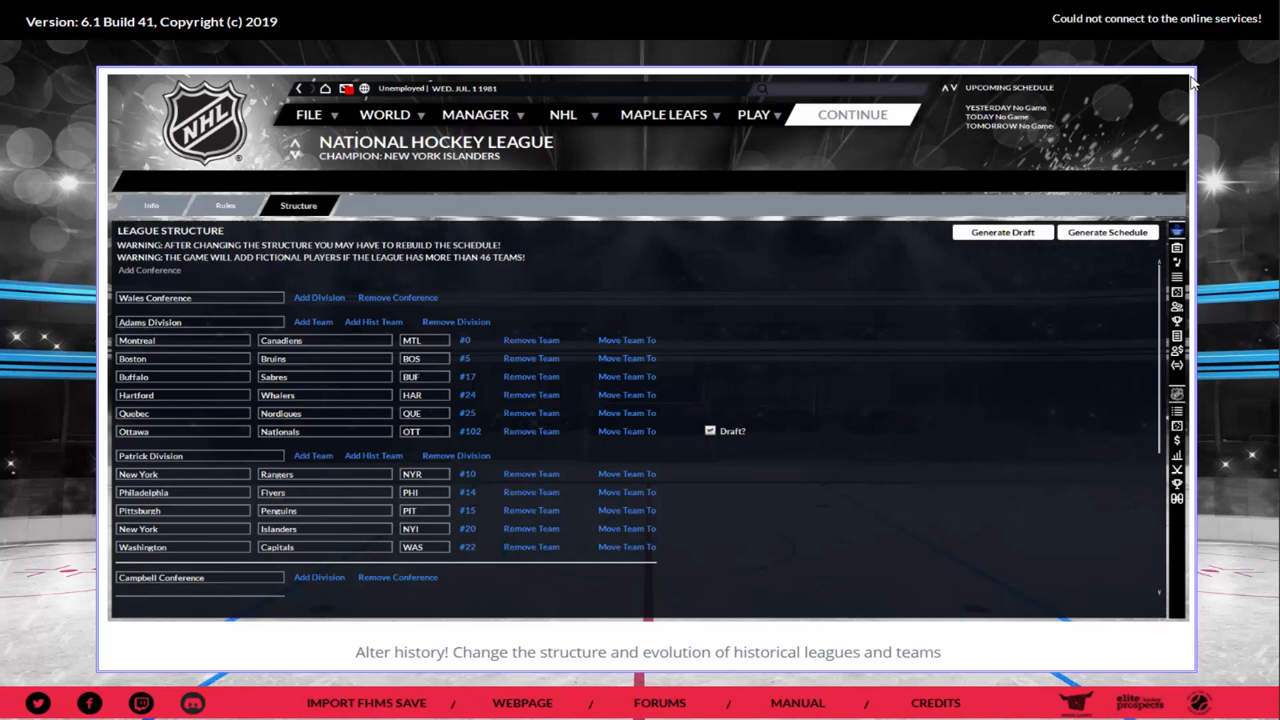 Version: 6.1 Build 41, Copyright (c) 2019
Could not connect to the online services!
NHL
Unemployed | WED. JUL. 1 1981
UPCOMING SCHEDULE
YESTERDAY No Game
TODAY No Game
TOMORROW No Game
FILE WORLD MANAGER NHL MAPLE LEAFS PLAY CONTINUE
NATIONAL HOCKEY LEAGUE
CHAMPION: NEW YORK ISLANDERS
Info Rules Structure
LEAGUE STRUCTURE
Generate Draft Generate Schedule
WARNING: AFTER CHANGING THE STRUCTURE YOU MAY HAVE TO REBUILD THE SCHEDULE!
WARNING: THE GAME WILL ADD FICTIONAL PLAYERS IF THE LEAGUE HAS MORE THAN 46 TEAMS!
Add Conference
Wales Conference Add Division Remove Conference
Adams Division Add Team Add Hist Team Remove Division
Montreal Canadiens MTL #0 Remove Team Move Team To
Boston Bruins BOS #5 Remove Team Move Team To
Buffalo Sabres BUF #17 Remove Team Move Team To
Hartford Whalers HAR #24 Remove Team Move Team To
Quebec Nordiques QUE #25 Remove Team Move Team To
Ottawa Nationals OTT #102 Remove Team Move Team To Draft?
Patrick Division Add Team Add Hist Team Remove Division
New York Rangers NYR #10 Remove Team Move Team To
Philadelphia Flyers PHI #14 Remove Team Move Team To
Pittsburgh Penguins PIT #15 Remove Team Move Team To
New York Islanders NYI #20 Remove Team Move Team To
Washington Capitals WAS #22 Remove Team Move Team To
Campbell Conference Add Division Remove Conference
Alter history! Change the structure and evolution of historical leagues and teams
IMPORT FHM5 SAVE / WEBPAGE / FORUMS / MANUAL / CREDITS
elite prospects